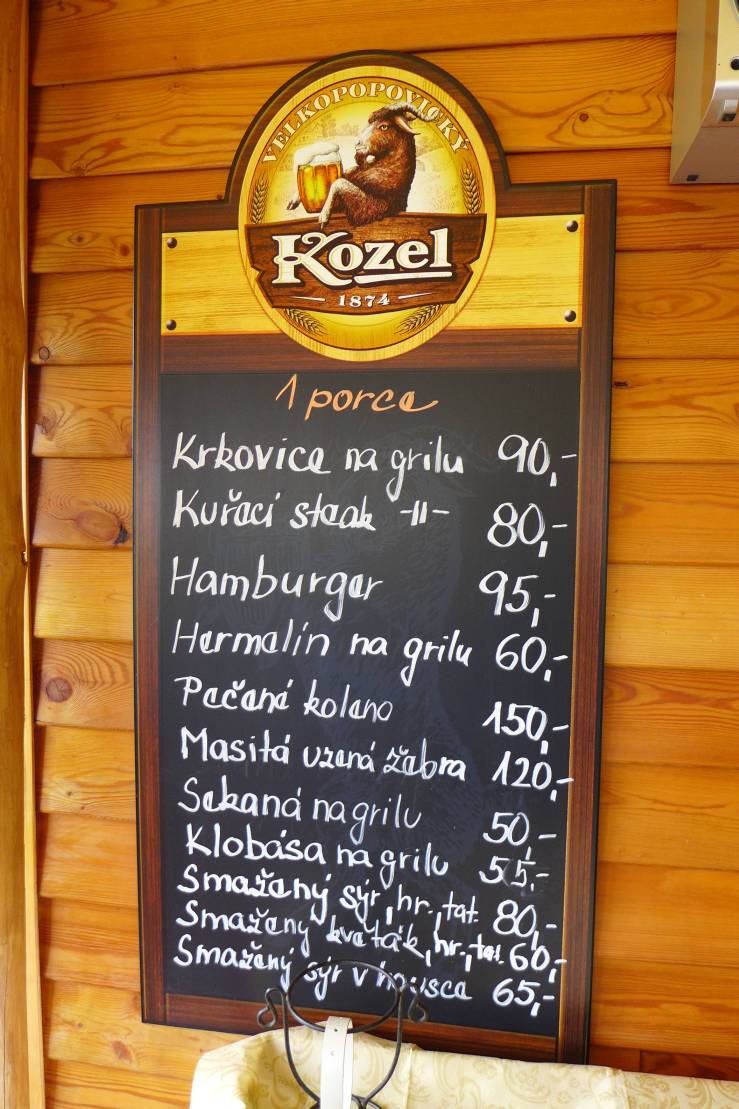 VELKOPOPOVICKÝ
Kozel
1874
1 porce
Krkovice na grilu 90,-
Kuřací steak -||- 80,-
Hamburger 95,-
Hermelín na grilu 60,-
Pečené koleno 150,-
Masitá uzená žebra 120,-
Sekaná na grilu 50,-
Klobása na grilu 55,-
Smažený sýr, hr., tat. 80,-
Smažený květák, hr., tat. 60,-
Smažený sýr v housce 65,-